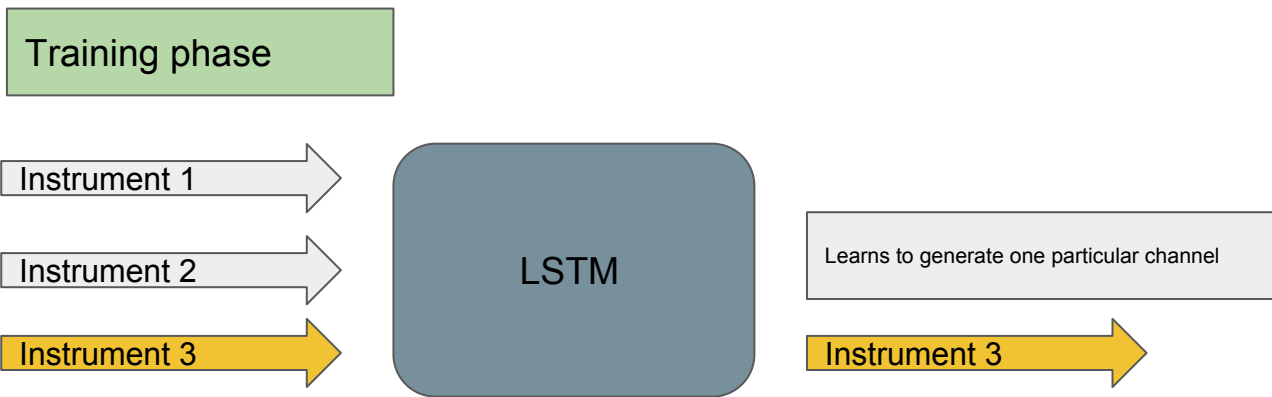 Training phase
Instrument 1
Instrument 2
LSTM
Learns to generate one particular channel
Instrument 3
Instrument 3